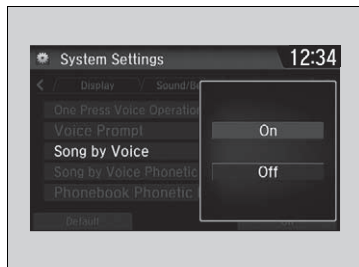 System Settings
12:34
Display
Sound/Be
One Press Voice Operation
Voice Prompt
On
Song by Voice
Song by Voice Phonetic
Off
Phonebook Phonetic
Default